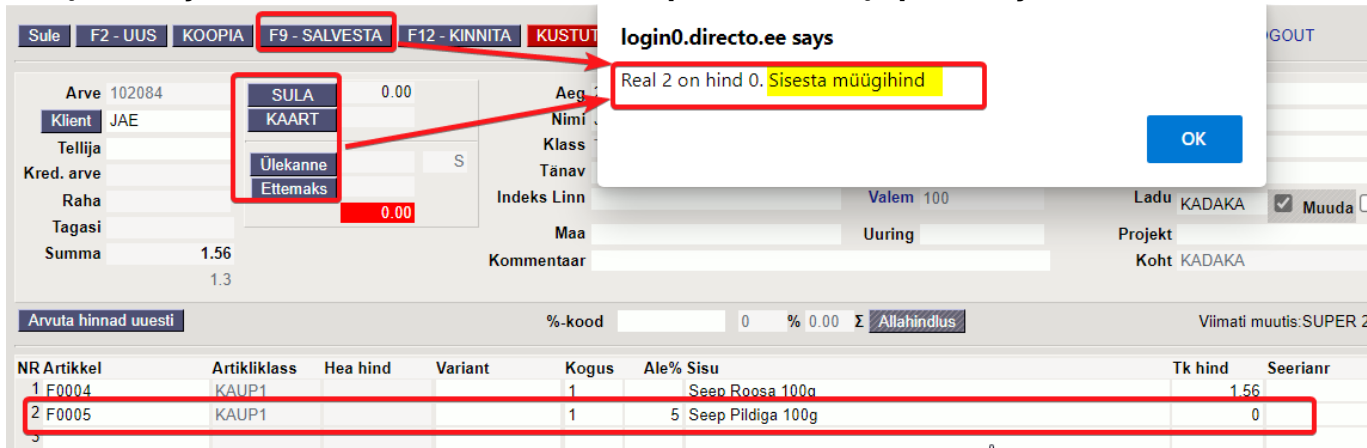 Sule F2 - UUS KOOPIA F9 - SALVESTA F12 - KINNITA KUSTUT
login0.directo.ee says
Real 2 on hind 0. Sisesta müügihind
OK
Arve 102084 SULA 0.00 Aeg
Klient JAE KAART Nimi
Tellija Klass
Kred. arve Ülekanne S Tänav
Raha Ettemaks Indeks Linn Valem 100 Ladu KADAKA Muuda
Tagasi 0.00 Maa Uuring Projekt
Summa 1.56 Kommentaar Koht KADAKA
1.3
Arvuta hinnad uuesti %-kood 0 % 0.00 Σ Allahindlus Viimati muutis:SUPER 2
NR Artikkel Artikliklass Hea hind Variant Kogus Ale% Sisu Tk hind Seerianr
1 F0004 KAUP1 1 Seep Roosa 100g 1.56
2 F0005 KAUP1 1 5 Seep Pildiga 100g 0
3